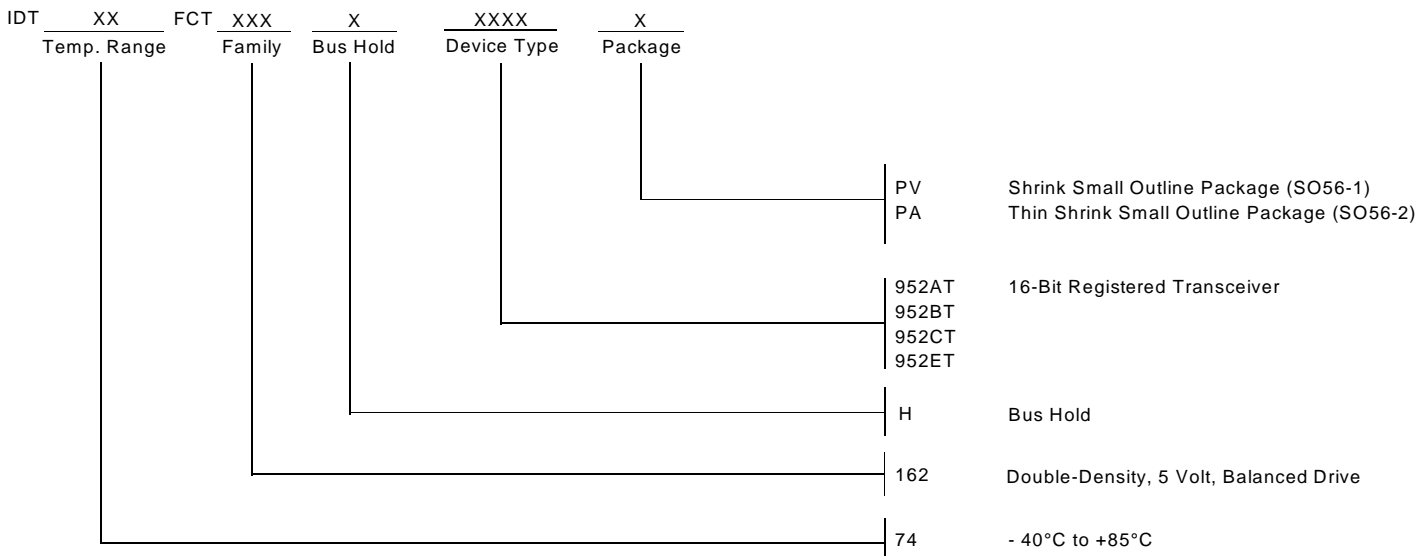 IDT XX FCT XXX X XXXX X
Temp. Range Family Bus Hold Device Type Package
PV Shrink Small Outline Package (SO56-1)
PA Thin Shrink Small Outline Package (SO56-2)
952AT 16-Bit Registered Transceiver
952BT
952CT
952ET
H Bus Hold
162 Double-Density, 5 Volt, Balanced Drive
74 - 40°C to +85°C